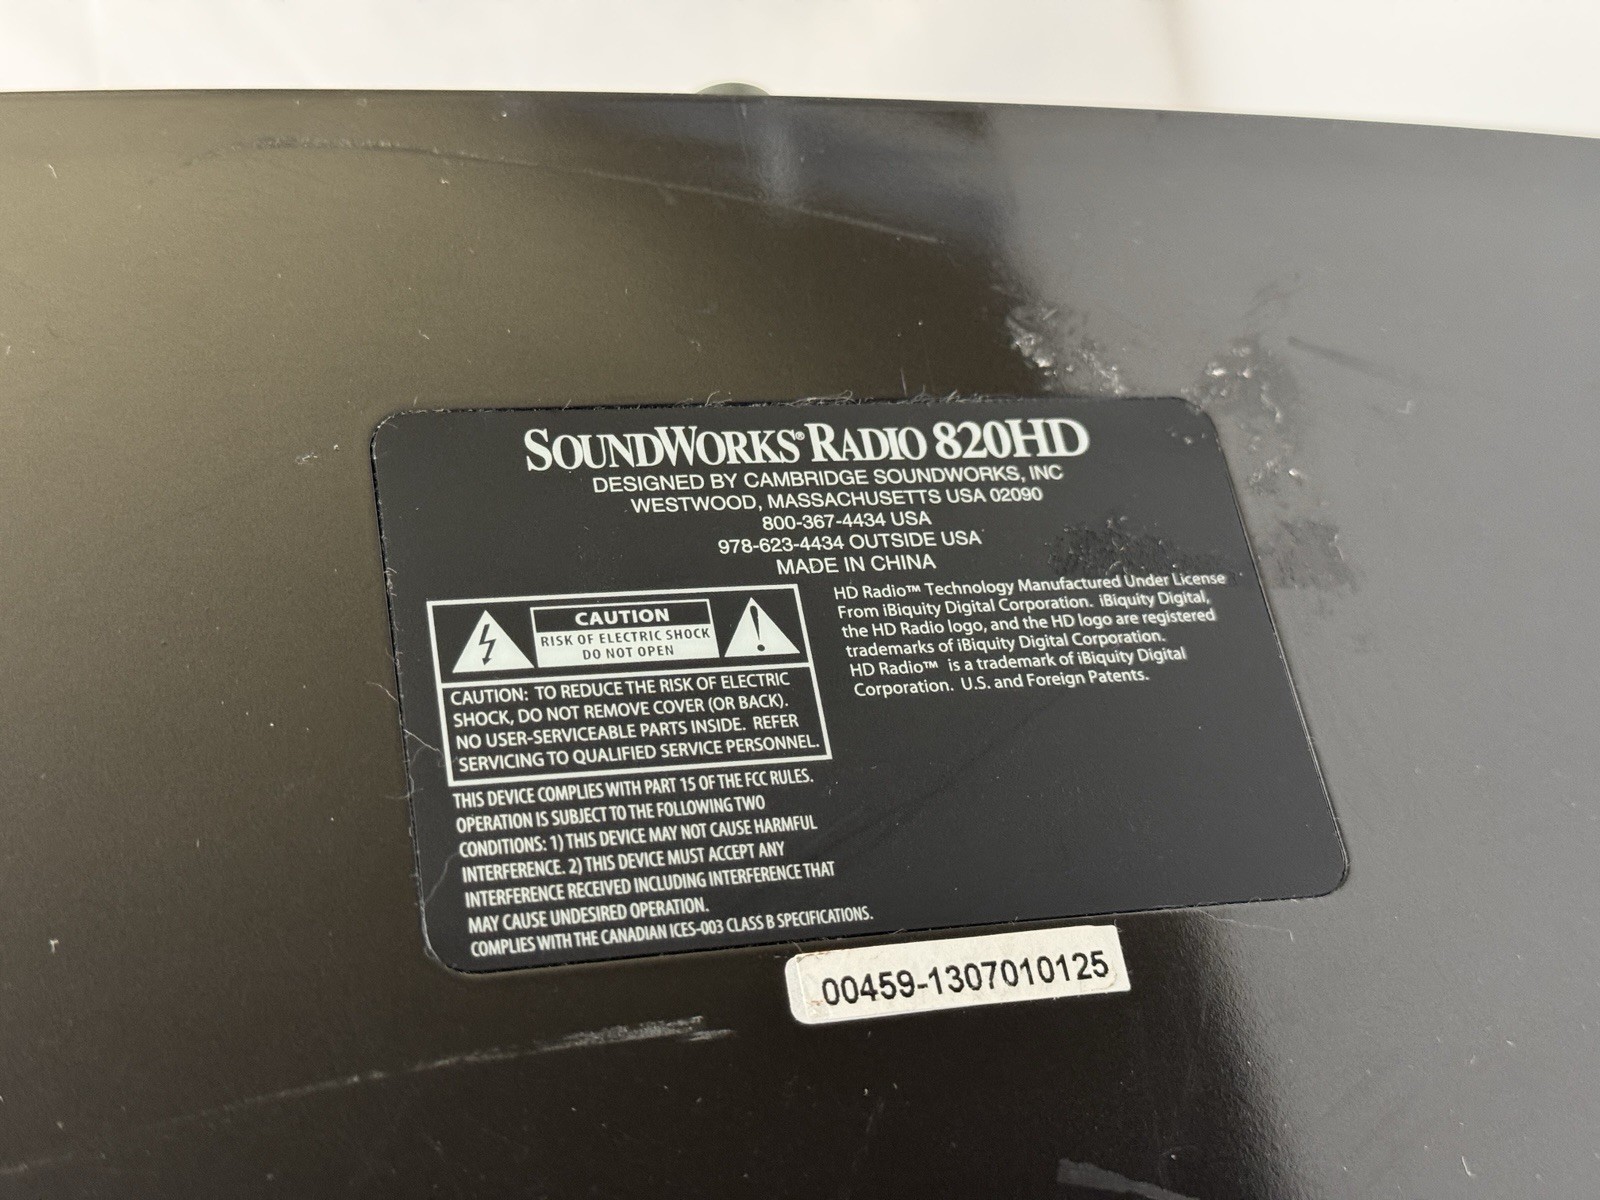 SOUNDWORKS® RADIO 820HD
DESIGNED BY CAMBRIDGE SOUNDWORKS, INC
WESTWOOD, MASSACHUSETTS USA 02090
800-367-4434 USA
978-623-4434 OUTSIDE USA
MADE IN CHINA
CAUTION
RISK OF ELECTRIC SHOCK
DO NOT OPEN
CAUTION: TO REDUCE THE RISK OF ELECTRIC
SHOCK, DO NOT REMOVE COVER (OR BACK).
NO USER-SERVICEABLE PARTS INSIDE. REFER
SERVICING TO QUALIFIED SERVICE PERSONNEL.
THIS DEVICE COMPLIES WITH PART 15 OF THE FCC RULES.
OPERATION IS SUBJECT TO THE FOLLOWING TWO
CONDITIONS: 1) THIS DEVICE MAY NOT CAUSE HARMFUL
INTERFERENCE. 2) THIS DEVICE MUST ACCEPT ANY
INTERFERENCE RECEIVED INCLUDING INTERFERENCE THAT
MAY CAUSE UNDESIRED OPERATION.
COMPLIES WITH THE CANADIAN ICES-003 CLASS B SPECIFICATIONS.
HD Radio™ Technology Manufactured Under License
From iBiquity Digital Corporation. iBiquity Digital,
the HD Radio logo, and the HD logo are registered
trademarks of iBiquity Digital Corporation.
HD Radio™ is a trademark of iBiquity Digital
Corporation. U.S. and Foreign Patents.
00459-1307010125